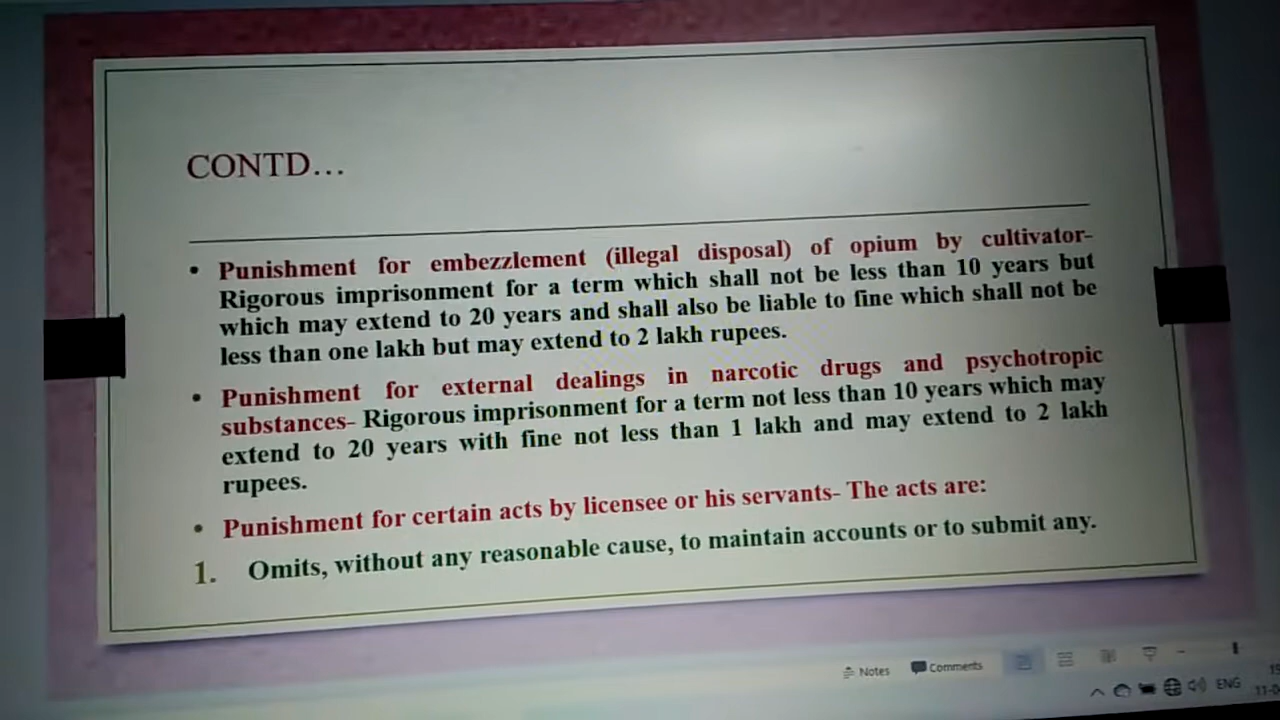 CONTD...
• Punishment for embezzlement (illegal disposal) of opium by cultivator-
Rigorous imprisonment for a term which shall not be less than 10 years but
which may extend to 20 years and shall also be liable to fine which shall not be
less than one lakh but may extend to 2 lakh rupees.
• Punishment for external dealings in narcotic drugs and psychotropic
substances- Rigorous imprisonment for a term not less than 10 years which may
extend to 20 years with fine not less than 1 lakh and may extend to 2 lakh
rupees.
• Punishment for certain acts by licensee or his servants- The acts are:
1. Omits, without any reasonable cause, to maintain accounts or to submit any.
Notes Comments
ENG